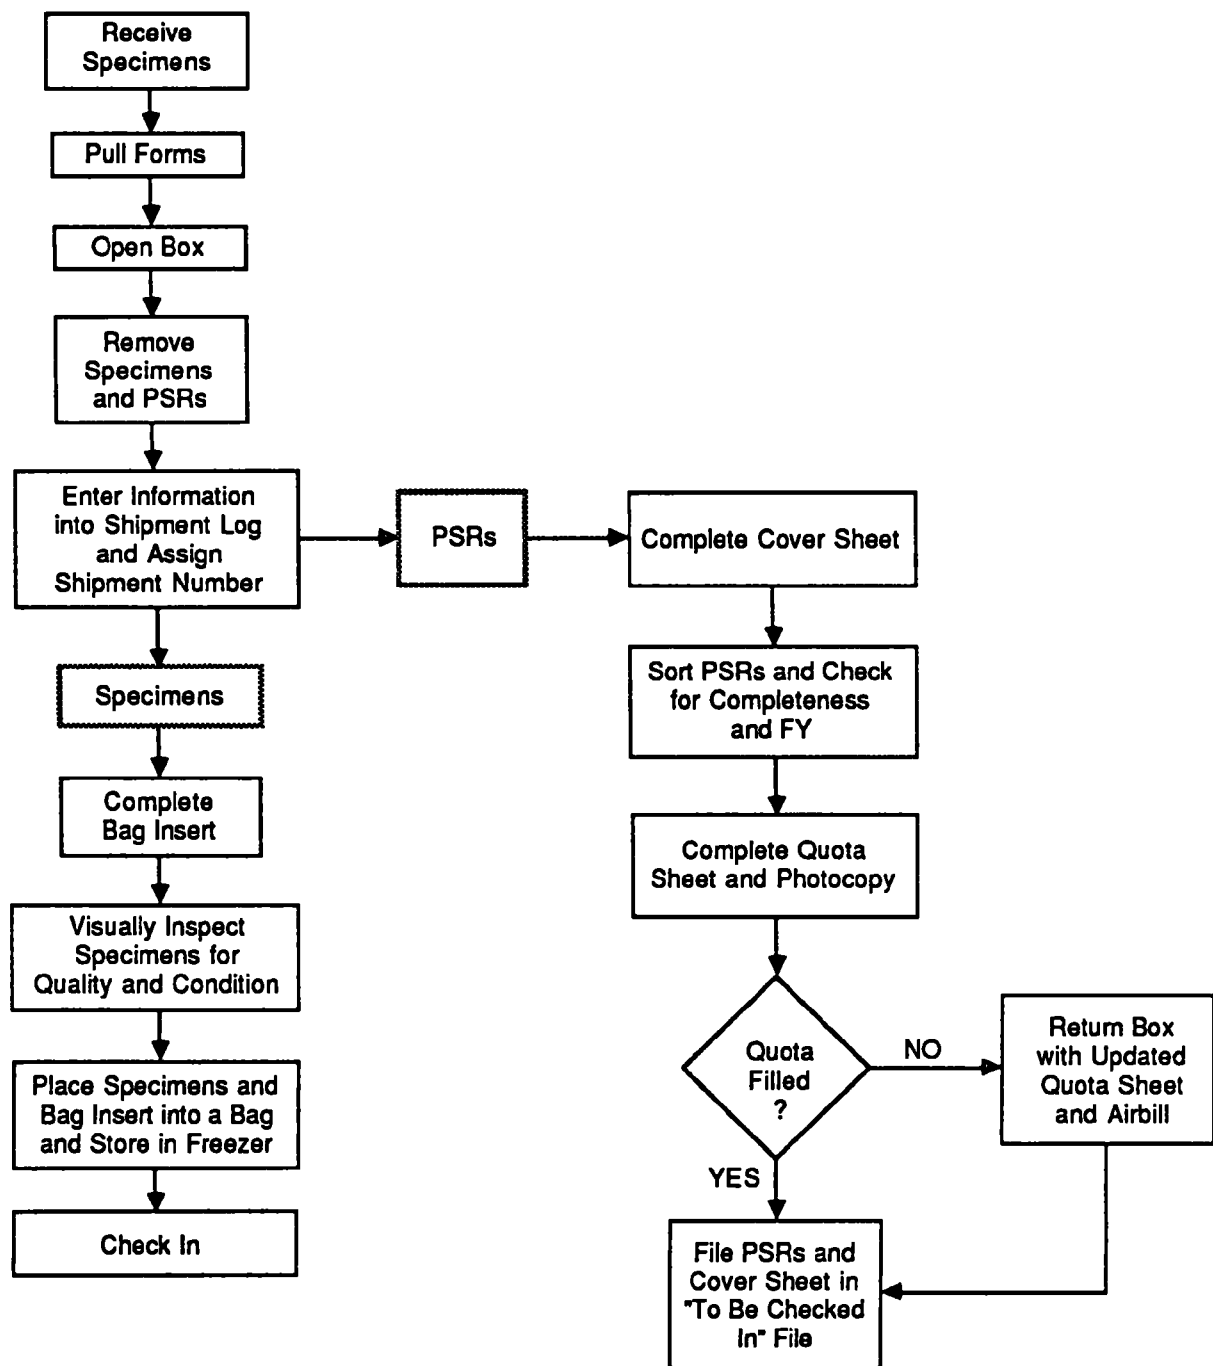 Receive
Specimens
Pull Forms
Open Box
Remove
Specimens
and PSRs
Enter Information
into Shipment Log
and Assign
Shipment Number
PSRs
Complete Cover Sheet
Specimens
Sort PSRs and Check
for Completeness
and FY
Complete
Bag Insert
Complete Quota
Sheet and Photocopy
Visually Inspect
Specimens for
Quality and Condition
Quota
Filled
?
NO
Return Box
with Updated
Quota Sheet
and Airbill
Place Specimens and
Bag Insert into a Bag
and Store in Freezer
YES
Check In
File PSRs and
Cover Sheet in
"To Be Checked
In" File